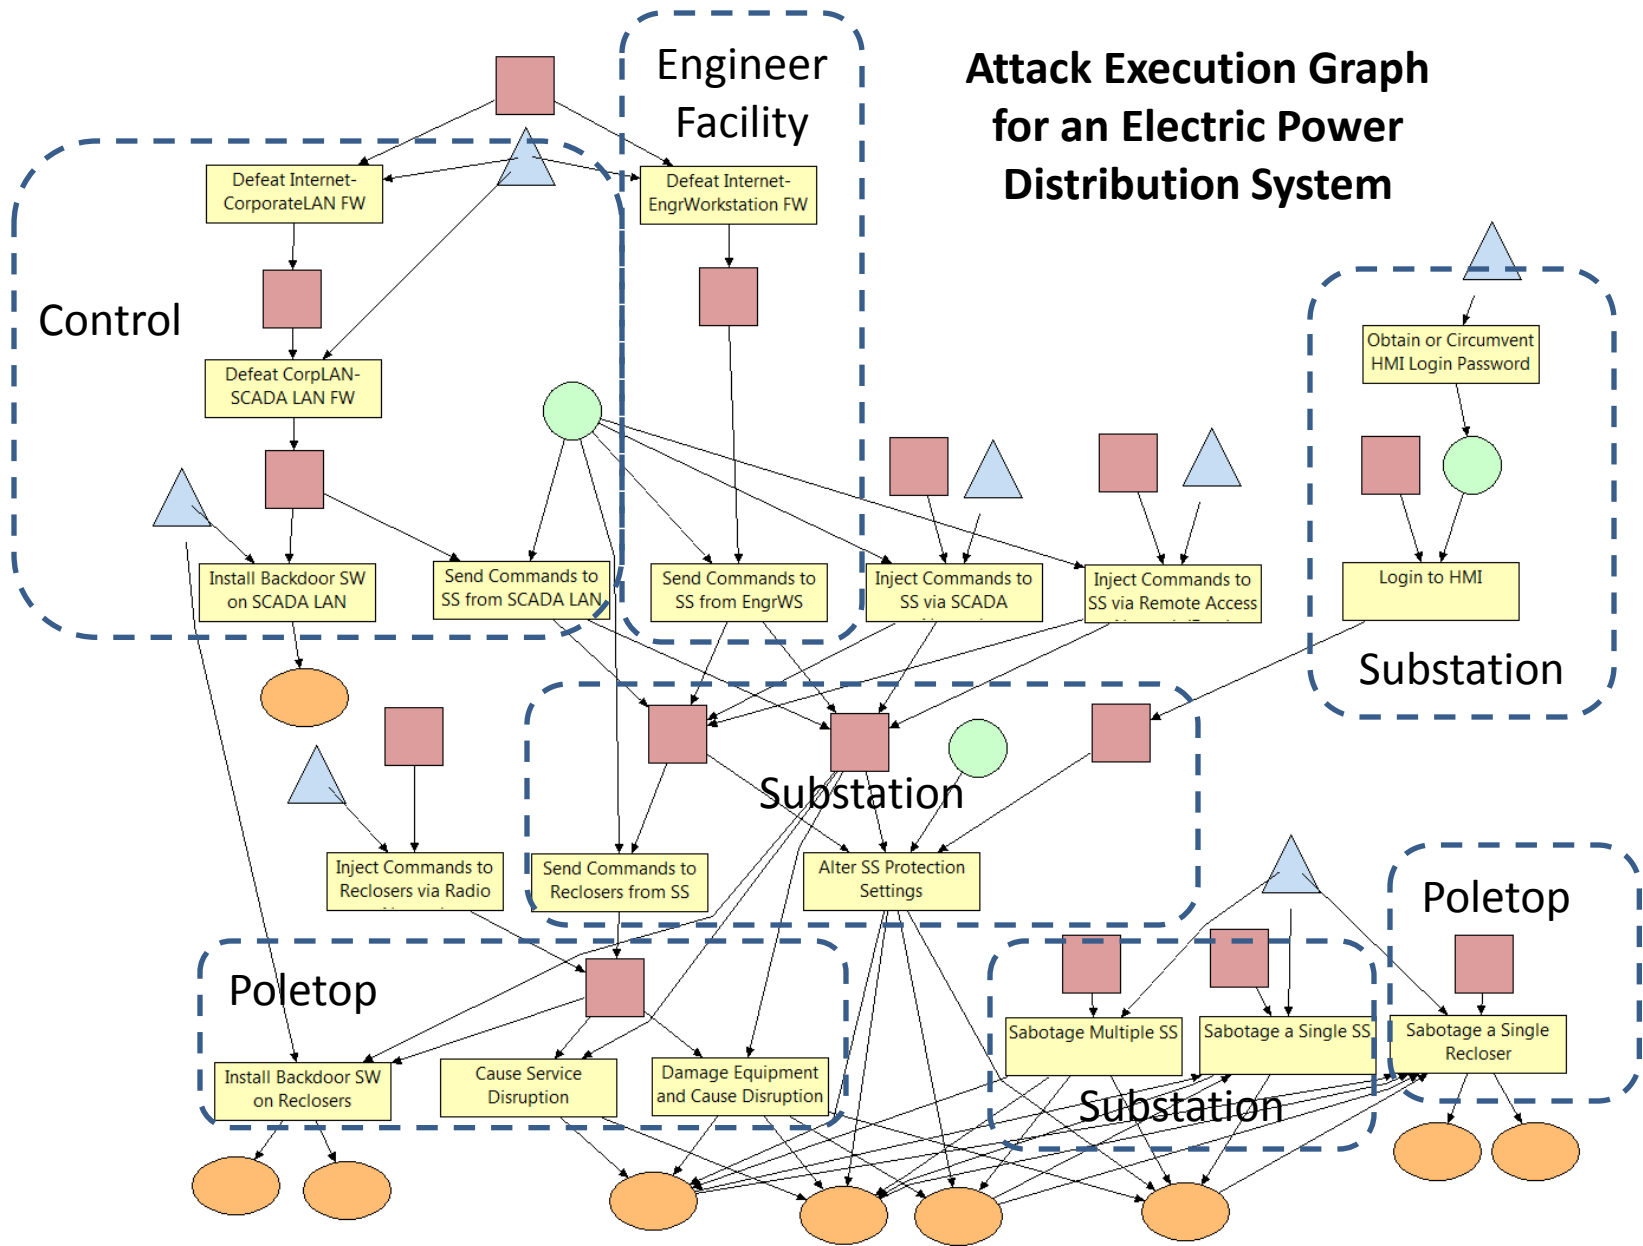 Attack Execution Graph
for an Electric Power
Distribution System
Engineer
Facility
Defeat Internet-
CorporateLAN FW
Defeat Internet-
EngrWorkstation FW
Control
Obtain or Circumvent
HMI Login Password
Defeat CorpLAN-
SCADA LAN FW
Install Backdoor SW
on SCADA LAN
Send Commands to
SS from SCADA LAN
Send Commands to
SS from EngrWS
Inject Commands to
SS via SCADA
Inject Commands to
SS via Remote Access
Login to HMI
Substation
Substation
Inject Commands to
Reclosers via Radio
Send Commands to
Reclosers from SS
Alter SS Protection
Settings
Poletop
Poletop
Sabotage Multiple SS
Sabotage a Single SS
Sabotage a Single
Recloser
Install Backdoor SW
on Reclosers
Cause Service
Disruption
Damage Equipment
and Cause Disruption
Substation